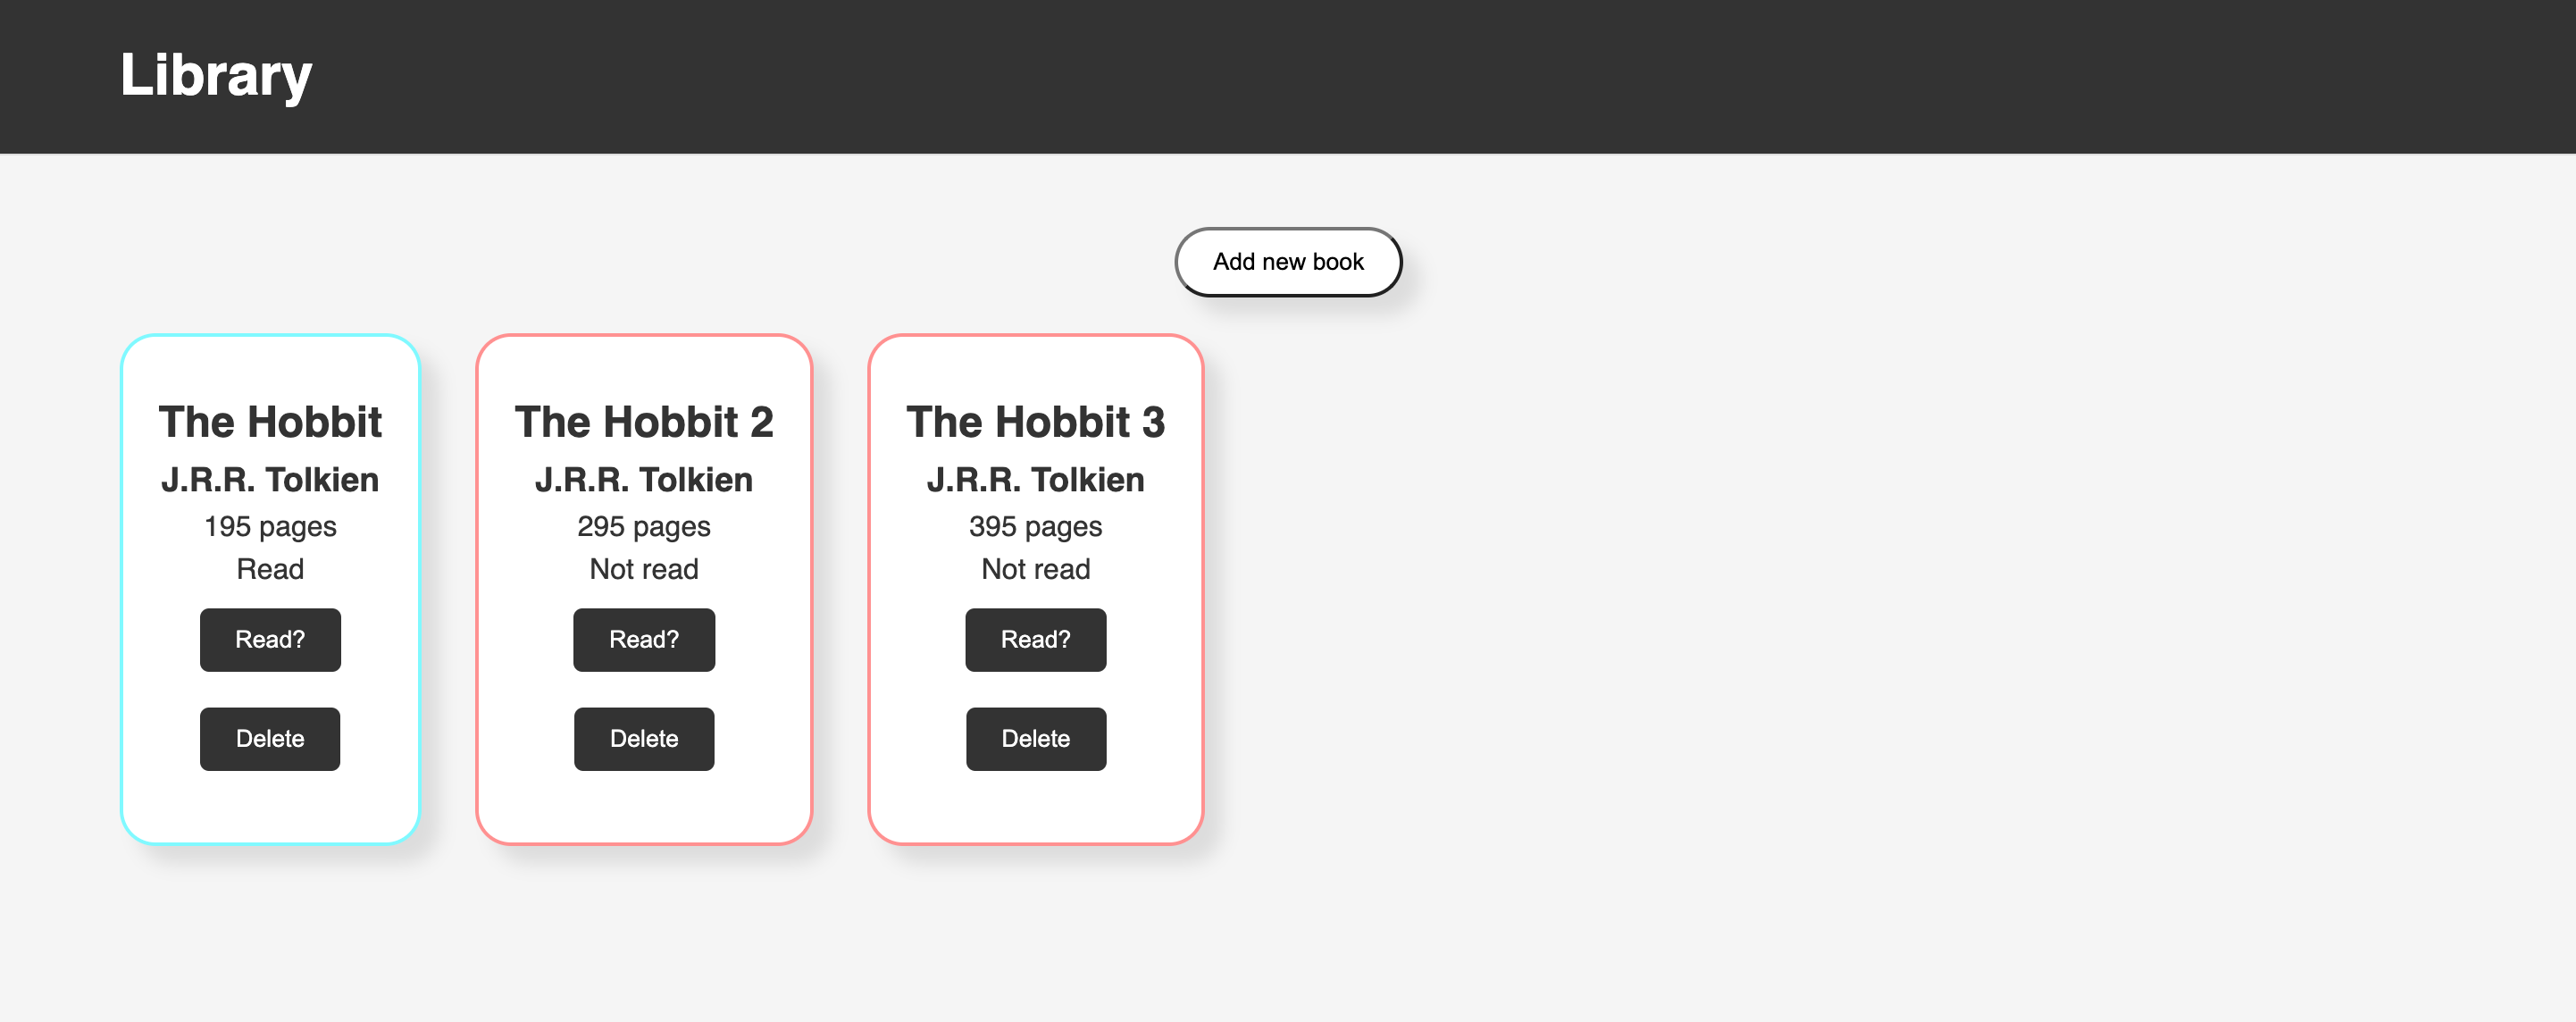 Library
Add new book
The Hobbit
J.R.R. Tolkien
195 pages
Read
Read?
Delete
The Hobbit 2
J.R.R. Tolkien
295 pages
Not read
Read?
Delete
The Hobbit 3
J.R.R. Tolkien
395 pages
Not read
Read?
Delete